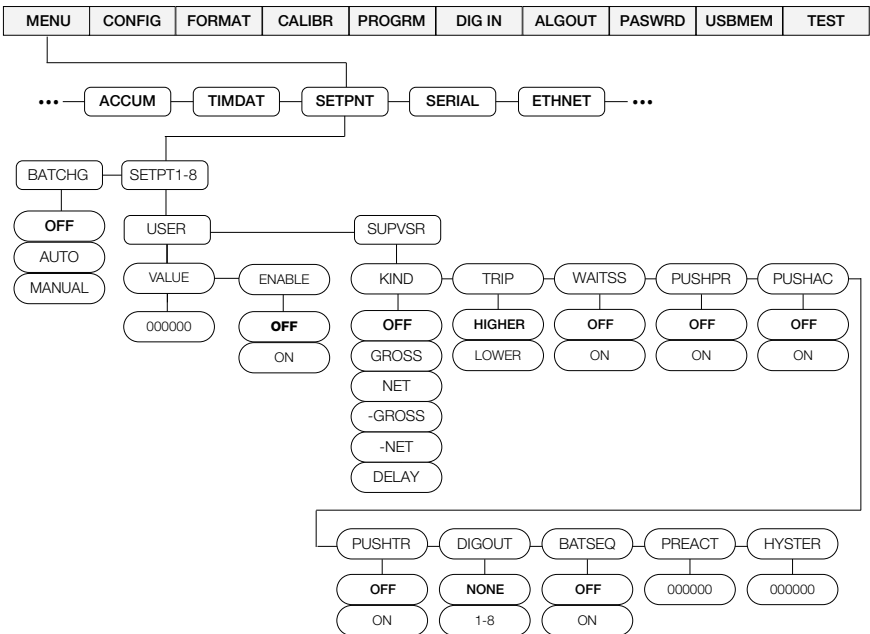 MENU CONFIG FORMAT CALIBR PROGRM DIG IN ALGOUT PASWRD USBMEM TEST
••• ACCUM TIMDAT SETPNT SERIAL ETHNET •••
BATCHG SETPT1-8
OFF
AUTO
MANUAL
USER SUPVSR
VALUE ENABLE
000000 OFF
ON
KIND TRIP WAITSS PUSHPR PUSHAC
OFF HIGHER OFF OFF OFF
GROSS LOWER ON ON ON
NET
-GROSS
-NET
DELAY
PUSHTR DIGOUT BATSEQ PREACT HYSTER
OFF NONE OFF 000000 000000
ON 1-8 ON